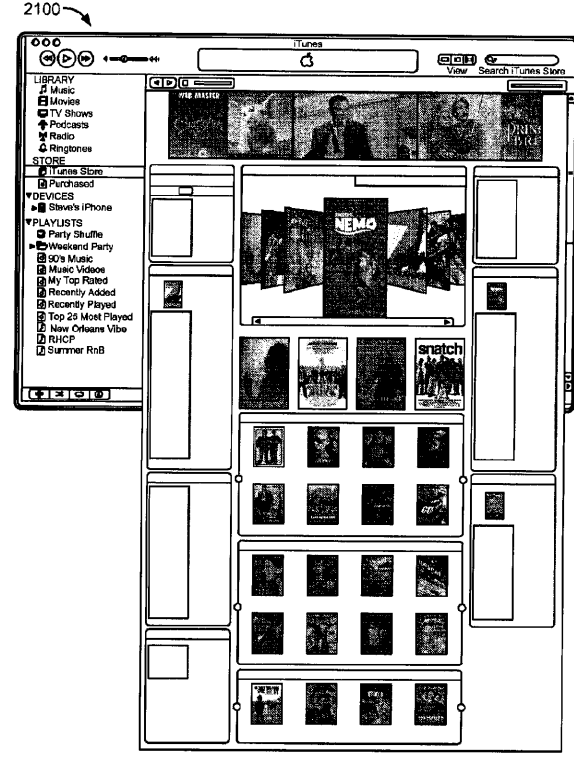 2100
iTunes
View
Search iTunes Store
LIBRARY
Music
Movies
TV Shows
Podcasts
Radio
Ringtones
STORE
iTunes Store
Purchased
DEVICES
Steve's iPhone
PLAYLISTS
Party Shuffle
Weekend Party
90's Music
Music Videos
My Top Rated
Recently Added
Recently Played
Top 25 Most Played
New Orleans Vibe
RHCP
Summer RnB
WEB MASTER
NEMO
snatch